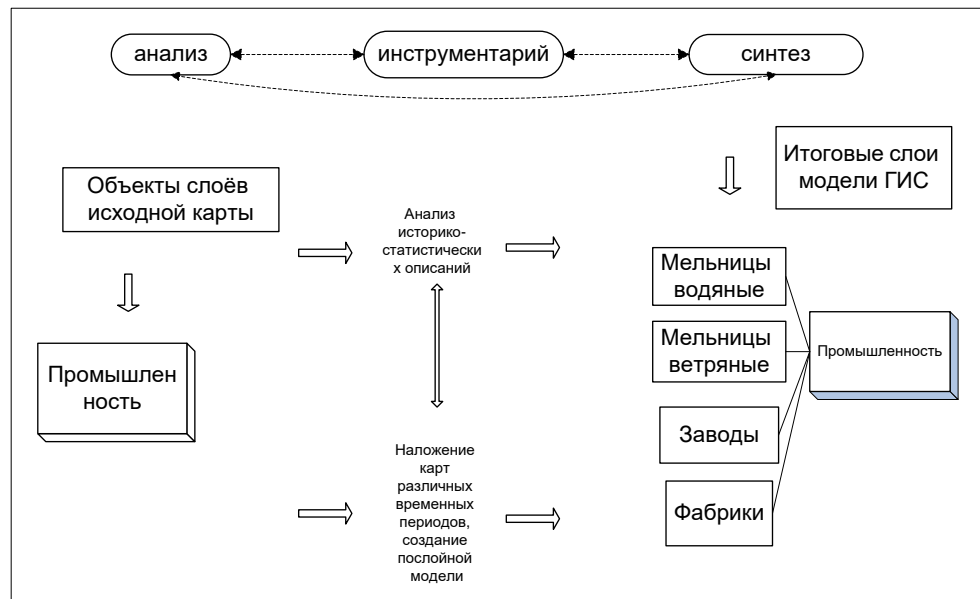 анализ
инструментарий
синтез
Объекты слоёв
исходной карты
Итоговые слои
модели ГИС
Анализ
историко-
статистически
х описаний
Промышлен
ность
Мельницы
водяные
Мельницы
ветряные
Заводы
Фабрики
Промышленность
Наложение
карт
различных
временных
периодов,
создание
послойной
модели